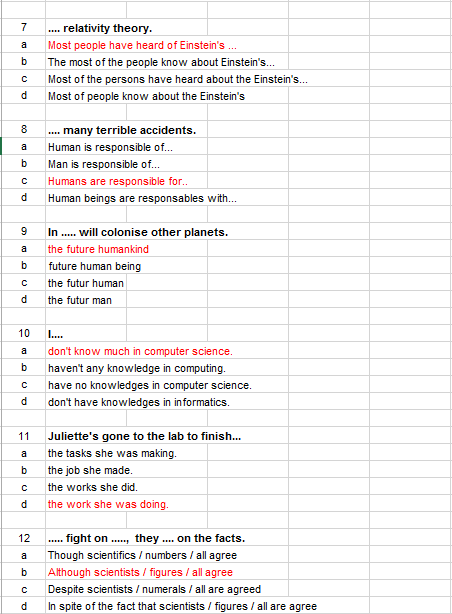 7 .... relativity theory.
a Most people have heard of Einstein's ...
b The most of the people know about Einstein's...
c Most of the persons have heard about the Einstein's...
d Most of people know about the Einstein's
8 .... many terrible accidents.
a Human is responsible of...
b Man is responsible of...
c Humans are responsible for..
d Human beings are responsables with...
9 In ..... will colonise other planets.
a the future humankind
b future human being
c the futur human
d the futur man
10 I....
a don't know much in computer science.
b haven't any knowledge in computing.
c have no knowledges in computer science.
d don't have knowledges in informatics.
11 Juliette's gone to the lab to finish...
a the tasks she was making.
b the job she made.
c the works she did.
d the work she was doing.
12 ..... fight on ....., they .... on the facts.
a Though scientifics / numbers / all agree
b Although scientists / figures / all agree
c Despite scientists / numerals / all are agreed
d In spite of the fact that scientists / figures / all are agree